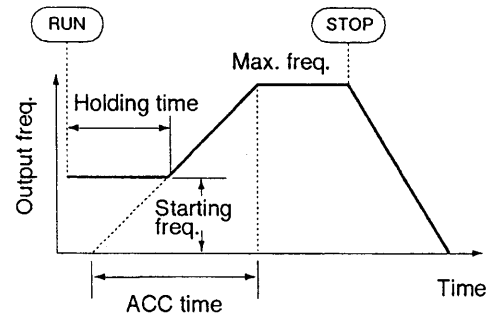 RUN
STOP
Max. freq.
Holding time
Output freq.
Starting
freq.
Time
ACC time